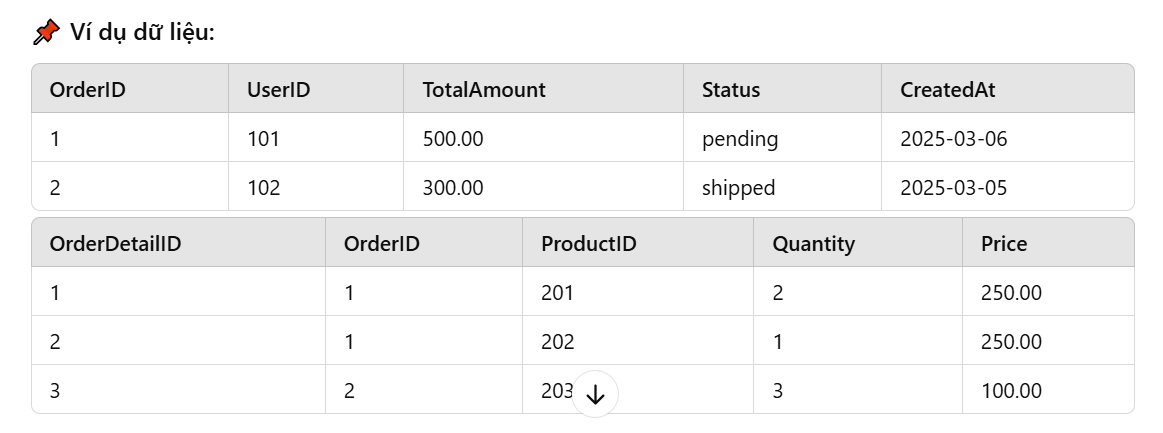 📌 Ví dụ dữ liệu:
OrderID UserID TotalAmount Status CreatedAt
1 101 500.00 pending 2025-03-06
2 102 300.00 shipped 2025-03-05
OrderDetailID OrderID ProductID Quantity Price
1 1 201 2 250.00
2 1 202 1 250.00
3 2 203 3 100.00